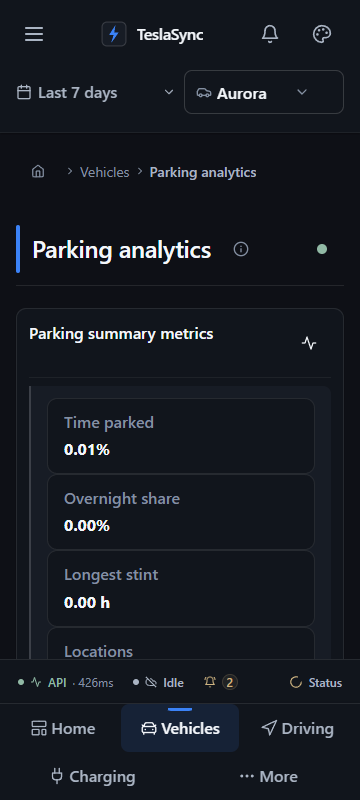 TeslaSync
Last 7 days
Aurora
Vehicles
Parking analytics
Parking analytics
Parking summary metrics
Time parked
0.01%
Overnight share
0.00%
Longest stint
0.00 h
Locations
API · 426ms
Idle
2
Status
Home
Vehicles
Driving
Charging
More